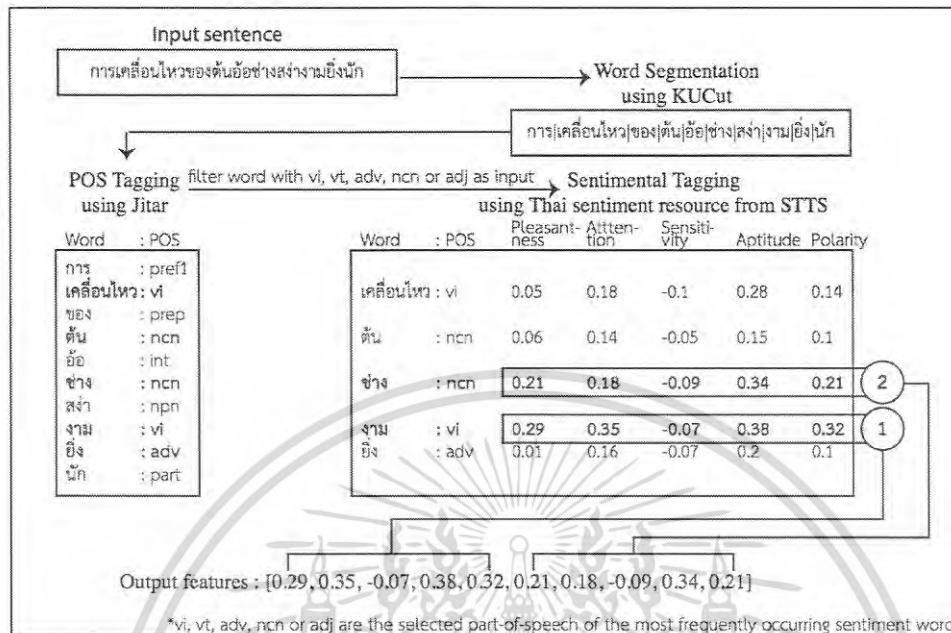 Input sentence
การเคลื่อนไหวของต้นอ้อช่างสง่างามยิ่งนัก
Word Segmentation
using KUCut
การ|เคลื่อนไหว|ของ|ต้น|อ้อ|ช่าง|สง่า|งาม|ยิ่ง|นัก
POS Tagging
using Jitar
filter word with vi, vt, adv, ncn or adj as input
Sentimental Tagging
using Thai sentiment resource from STTS
Word : POS
การ : pref1
เคลื่อนไหว : vi
ของ : prep
ต้น : ncn
อ้อ : int
ช่าง : ncn
สง่า : npn
งาม : vi
ยิ่ง : adv
นัก : part
Word : POS Pleasant-ness Attten-tion Sensiti-vity Aptitude Polarity
เคลื่อนไหว : vi 0.05 0.18 -0.1 0.28 0.14
ต้น : ncn 0.06 0.14 -0.05 0.15 0.1
ช่าง : ncn 0.21 0.18 -0.09 0.34 0.21 2
งาม : vi 0.29 0.35 -0.07 0.38 0.32 1
ยิ่ง : adv 0.01 0.16 -0.07 0.2 0.1
Output features : [0.29, 0.35, -0.07, 0.38, 0.32, 0.21, 0.18, -0.09, 0.34, 0.21]
*vi, vt, adv, ncn or adj are the selected part-of-speech of the most frequently occurring sentiment word